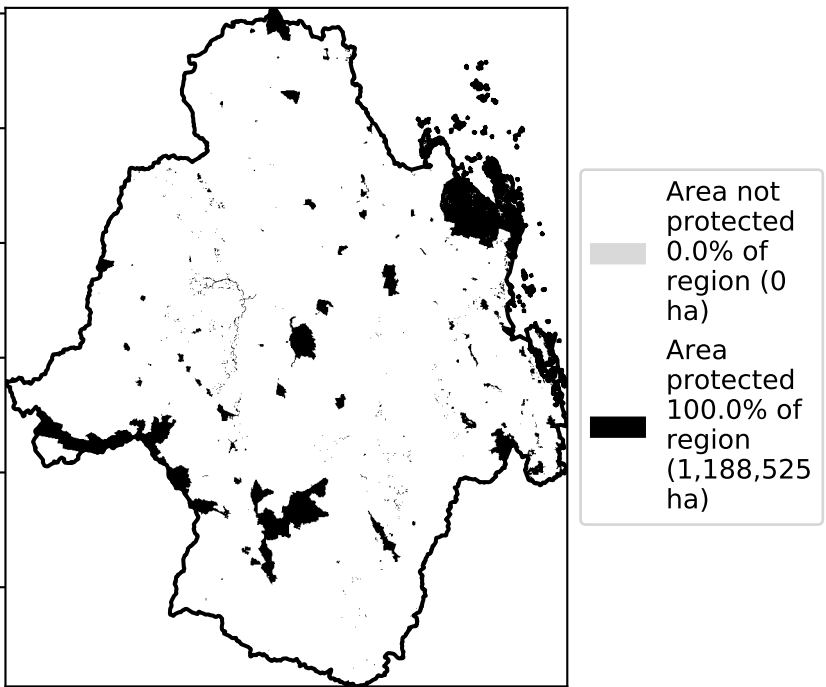 Area not
protected
0.0% of
region (0
ha)
Area
protected
100.0% of
region
(1,188,525
ha)